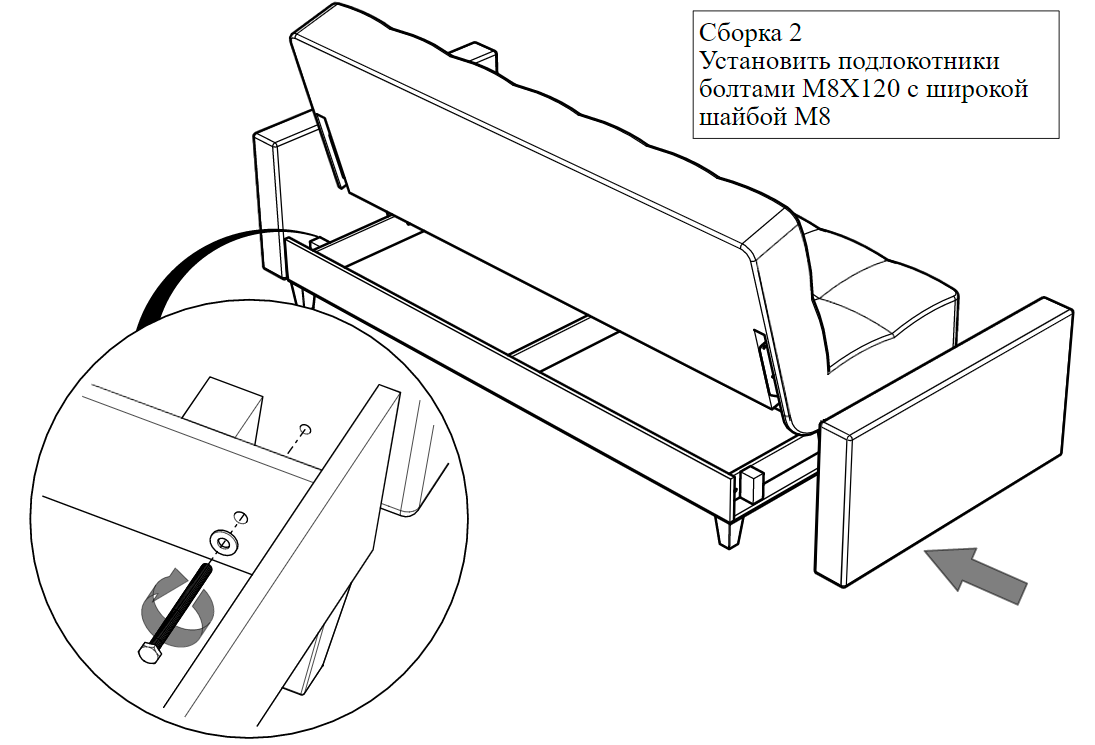 Сборка 2
Установить подлокотники
болтами М8Х120 с широкой
шайбой М8